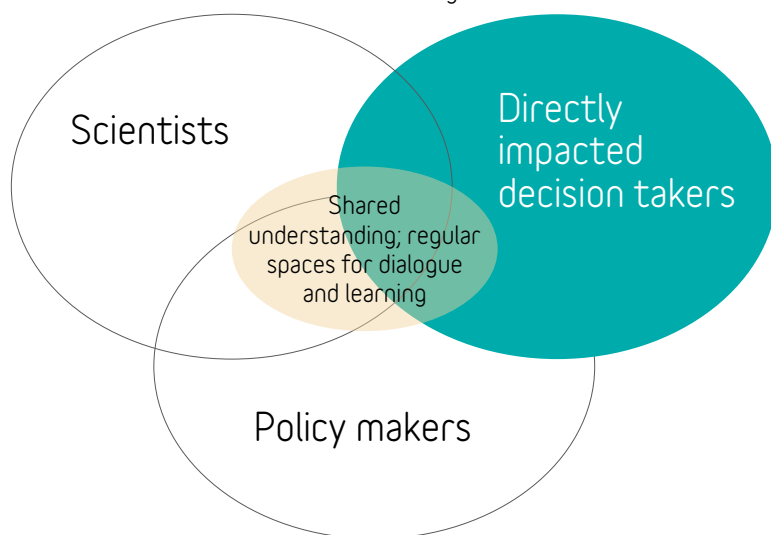 Scientists
Directly
impacted
decision takers
Shared
understanding; regular
spaces for dialogue
and learning
Policy makers